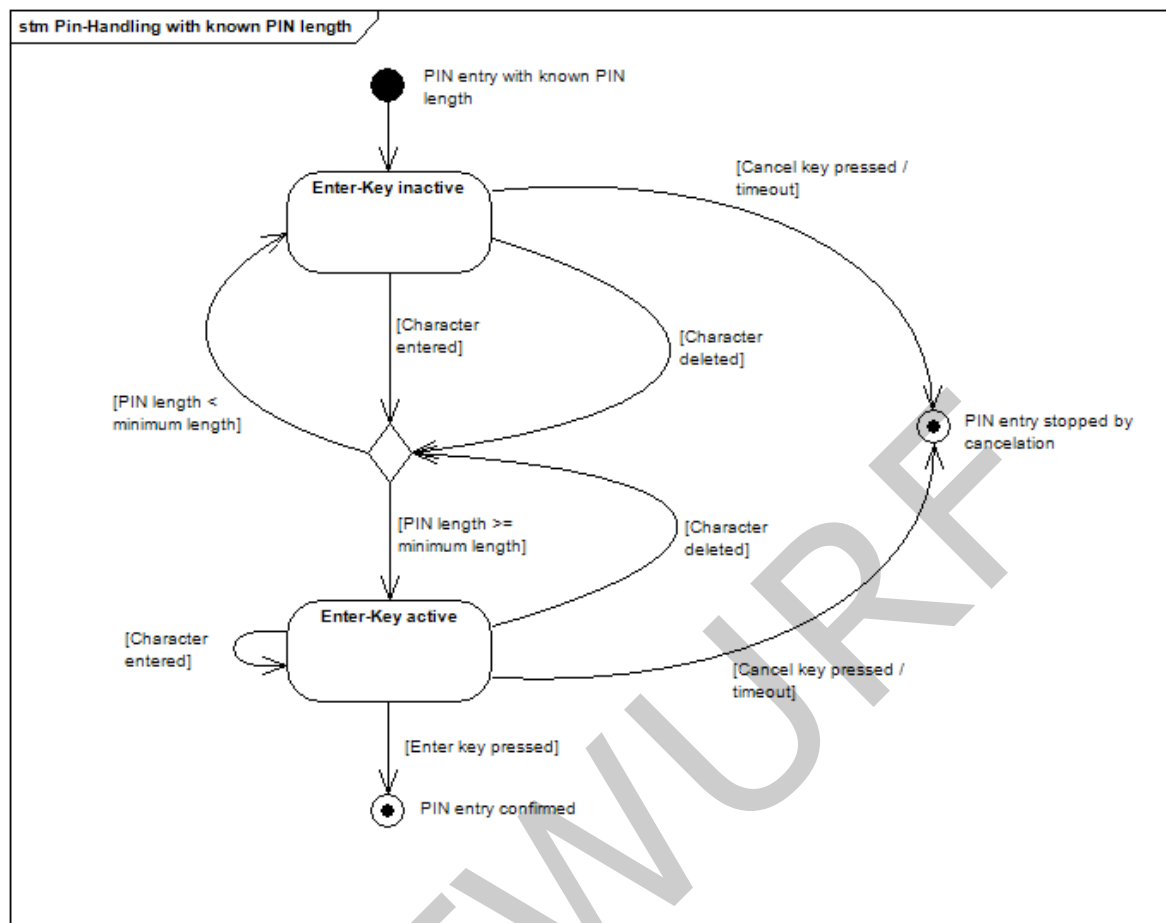 stm Pin-Handling with known PIN length
PIN entry with known PIN
length
Enter-Key inactive
[Cancel key pressed /
timeout]
[Character
entered]
[Character
deleted]
[PIN length <
minimum length]
PIN entry stopped by
cancelation
[PIN length >=
minimum length]
[Character
deleted]
Enter-Key active
[Character
entered]
[Cancel key pressed /
timeout]
[Enter key pressed]
PIN entry confirmed
TWURF